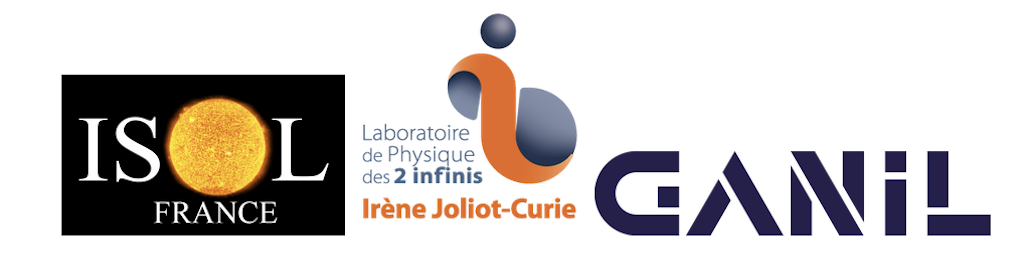 ISOL
FRANCE
Laboratoire
de Physique
des 2 infinis
Irène Joliot-Curie
GANiL